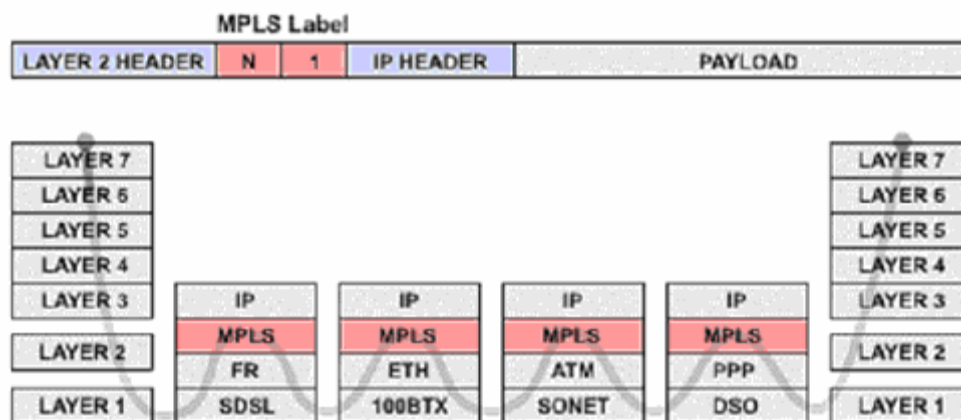 MPLS Label
LAYER 2 HEADER N 1 IP HEADER PAYLOAD
LAYER 7 LAYER 7
LAYER 6 LAYER 6
LAYER 5 LAYER 5
LAYER 4 LAYER 4
LAYER 3 IP IP IP IP LAYER 3
MPLS MPLS MPLS MPLS
LAYER 2 LAYER 2
FR ETH ATM PPP
LAYER 1 SDSL 100BTX SONET DSO LAYER 1